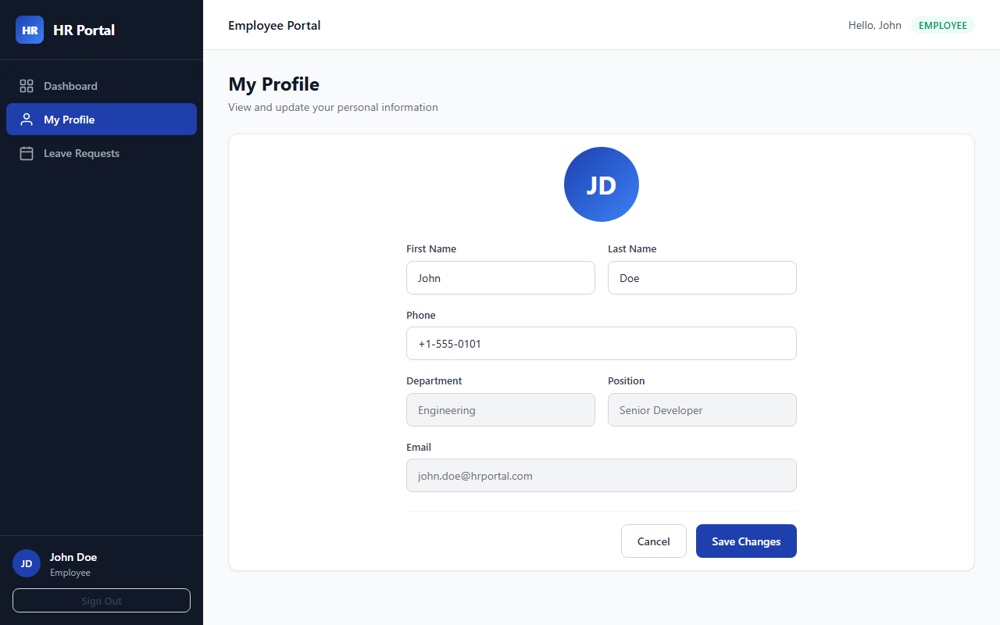 HR HR Portal
Dashboard
My Profile
Leave Requests
JD John Doe
Employee
Sign Out
Employee Portal
Hello, John EMPLOYEE
My Profile
View and update your personal information
JD
First Name Last Name
John Doe
Phone
+1-555-0101
Department Position
Engineering Senior Developer
Email
john.doe@hrportal.com
Cancel Save Changes